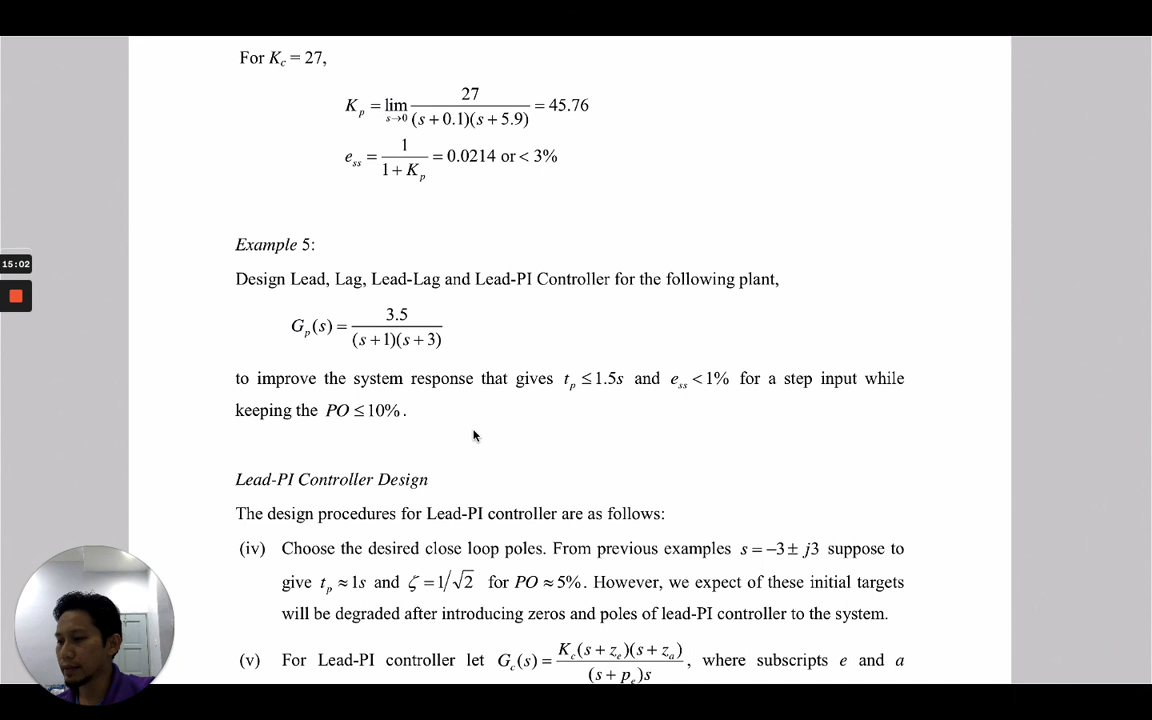 For K_c = 27,
K_p = lim_{s→0} 27 / ((s + 0.1)(s + 5.9)) = 45.76
e_ss = 1 / (1 + K_p) = 0.0214 or < 3%
Example 5:
15:02
Design Lead, Lag, Lead-Lag and Lead-PI Controller for the following plant,
G_p(s) = 3.5 / ((s + 1)(s + 3))
to improve the system response that gives t_p ≤ 1.5s and e_ss < 1% for a step input while
keeping the PO ≤ 10%.
Lead-PI Controller Design
The design procedures for Lead-PI controller are as follows:
(iv) Choose the desired close loop poles. From previous examples s = −3 ± j3 suppose to
give t_p ≈ 1s and ζ = 1/√2 for PO ≈ 5%. However, we expect of these initial targets
will be degraded after introducing zeros and poles of lead-PI controller to the system.
(v) For Lead-PI controller let G_c(s) = K_c(s + z_e)(s + z_a) / ((s + p_e)s), where subscripts e and a